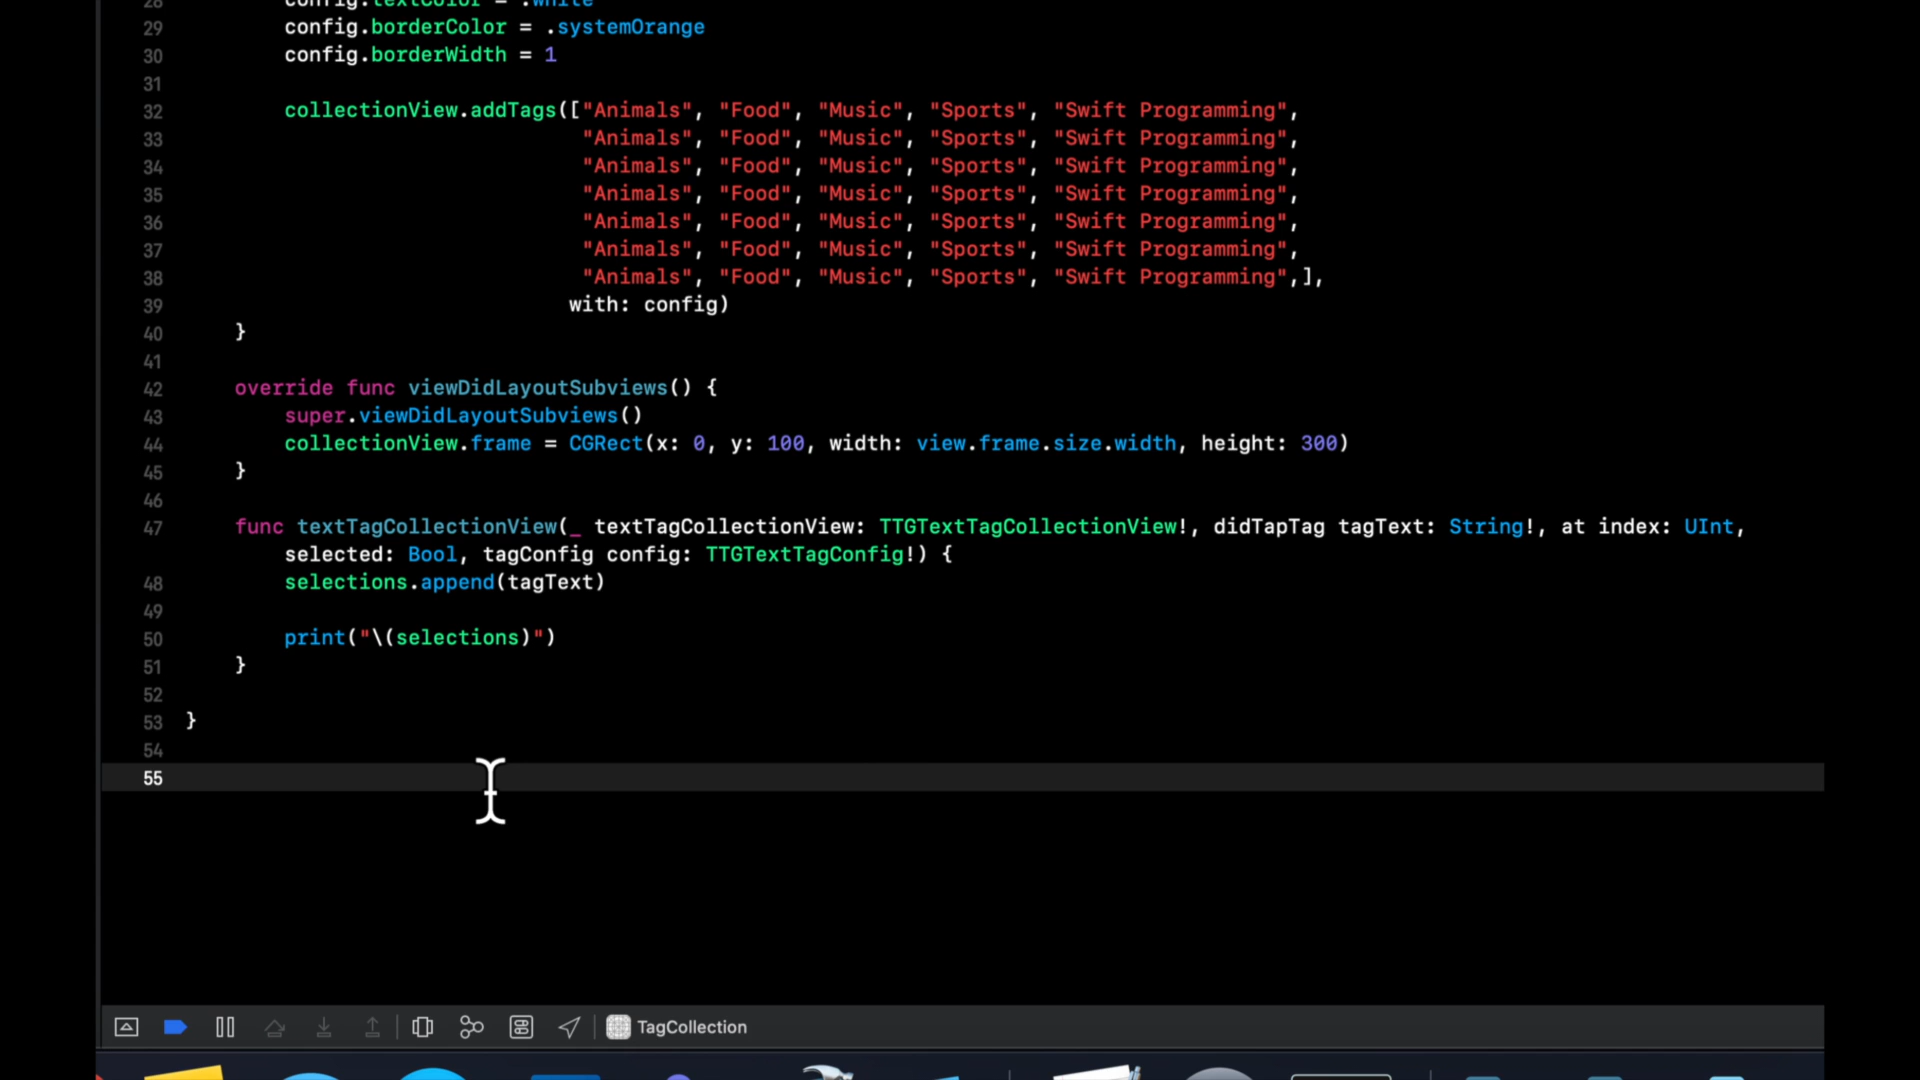 28 config.textColor = .white
29 config.borderColor = .systemOrange
30 config.borderWidth = 1
31
32 collectionView.addTags(["Animals", "Food", "Music", "Sports", "Swift Programming",
33 "Animals", "Food", "Music", "Sports", "Swift Programming",
34 "Animals", "Food", "Music", "Sports", "Swift Programming",
35 "Animals", "Food", "Music", "Sports", "Swift Programming",
36 "Animals", "Food", "Music", "Sports", "Swift Programming",
37 "Animals", "Food", "Music", "Sports", "Swift Programming",
38 "Animals", "Food", "Music", "Sports", "Swift Programming",],
39 with: config)
40 }
41
42 override func viewDidLayoutSubviews() {
43 super.viewDidLayoutSubviews()
44 collectionView.frame = CGRect(x: 0, y: 100, width: view.frame.size.width, height: 300)
45 }
46
47 func textTagCollectionView(_ textTagCollectionView: TTGTextTagCollectionView!, didTapTag tagText: String!, at index: UInt,
selected: Bool, tagConfig config: TTGTextTagConfig!) {
48 selections.append(tagText)
49
50 print("\(selections)")
51 }
52
53 }
54
55
TagCollection